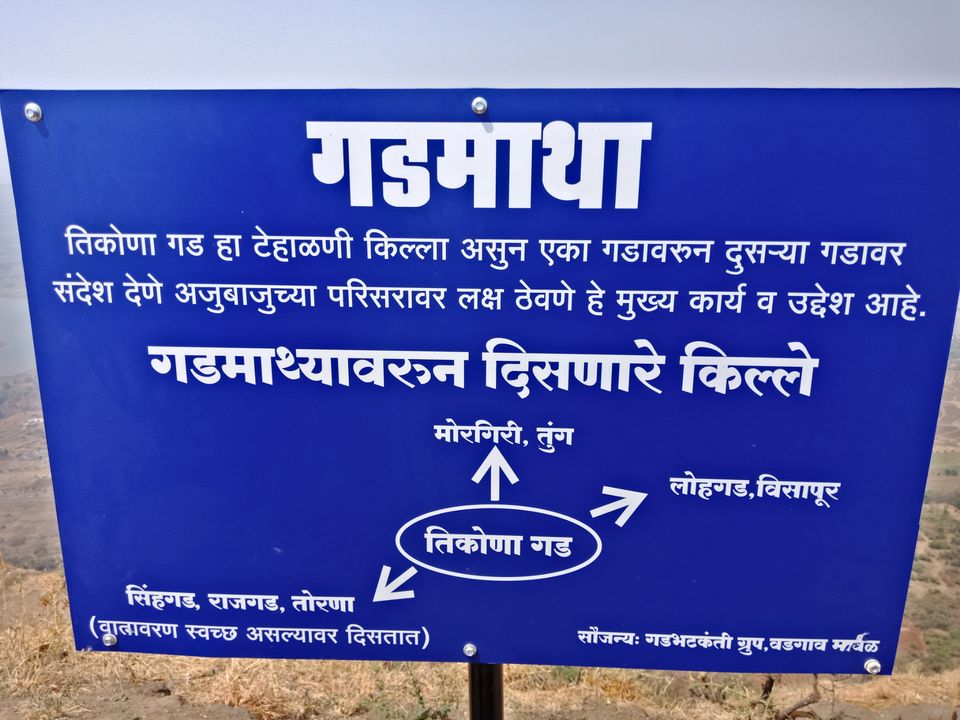 गडमाथा
तिकोणा गड हा टेहाळणी किल्ला असुन एका गडावरुन दुसऱ्या गडावर
संदेश देणे अजुबाजुच्या परिसरावर लक्ष ठेवणे हे मुख्य कार्य व उद्देश आहे.
गडमाथ्यावरुन दिसणारे किल्ले
मोरगिरी, तुंग
लोहगड,विसापूर
तिकोणा गड
सिंहगड, राजगड, तोरणा
(वातावरण स्वच्छ असल्यावर दिसतात)
सौजन्य: गडभटकंती ग्रुप,वडगाव मावळ